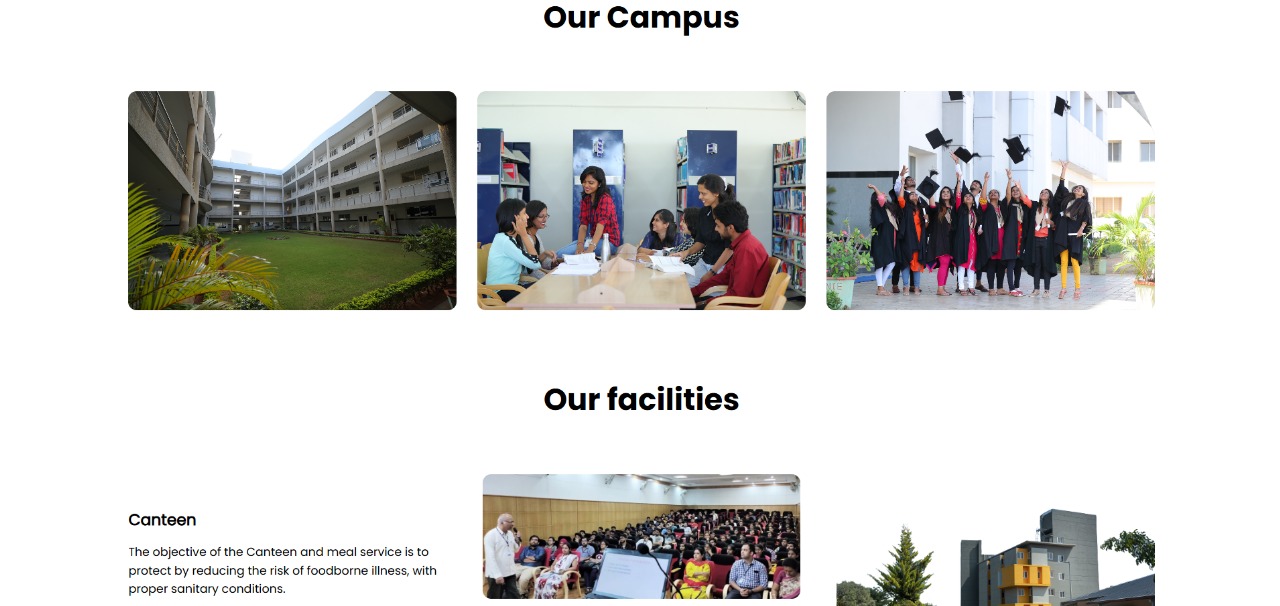 Our Campus
Our facilities
Canteen
The objective of the Canteen and meal service is to
protect by reducing the risk of foodborne illness, with
proper sanitary conditions.